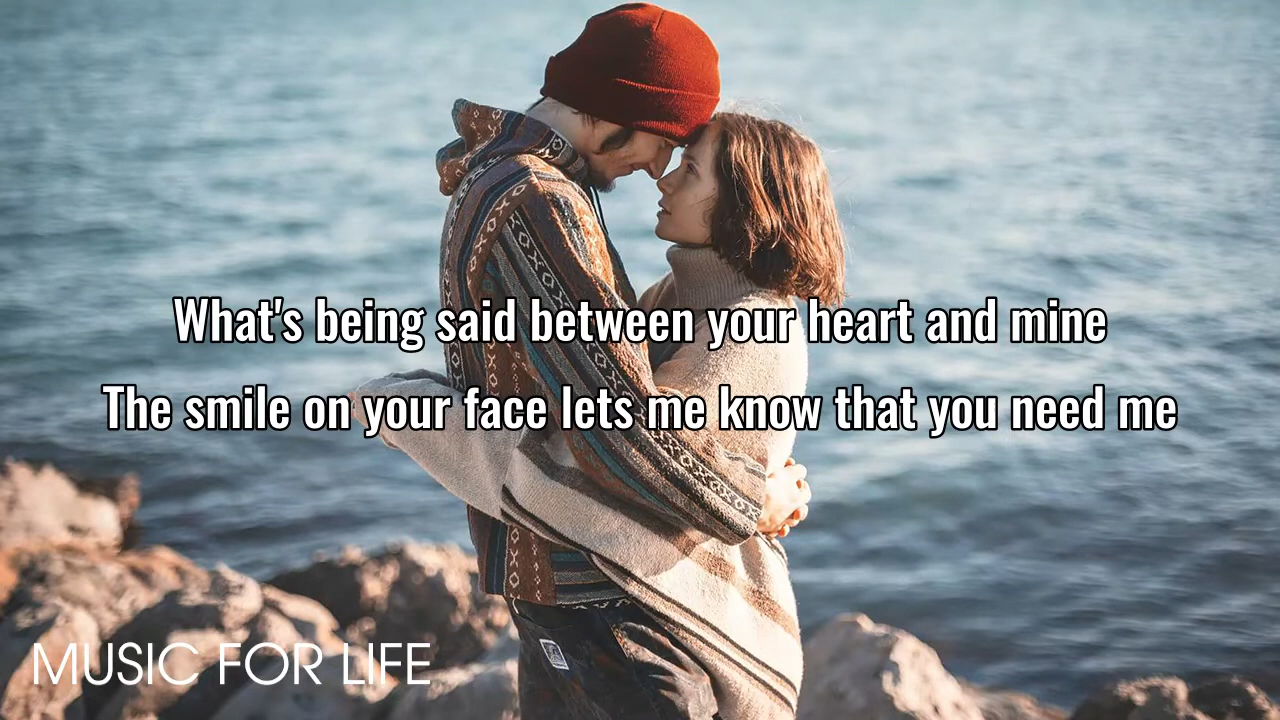 What's being said between your heart and mine
The smile on your face lets me know that you need me
MUSIC FOR LIFE